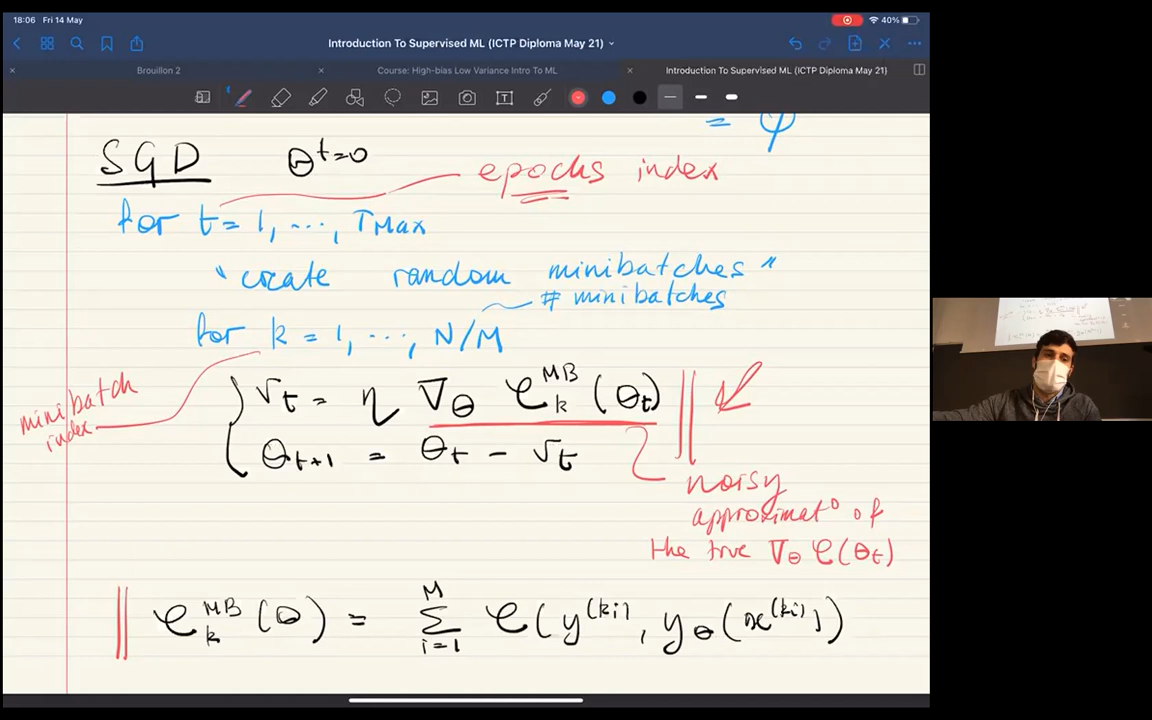 18:06 Fri 14 May
40%
Introduction To Supervised ML (ICTP Diploma May 21)
Brouillon 2
Course: High-bias Low Variance Intro To ML
Introduction To Supervised ML (ICTP Diploma May 21)
= φ
SGD θ^{t=0}
epochs index
for t = 1, ..., TMax
"create random minibatches"
# minibatches
for k = 1, ..., N/M
minibatch
index
v_t = η ∇_θ C_k^{MB}(θ_t)
θ_{t+1} = θ_t - v_t
noisy
approximat° of
the true ∇_θ C(θ_t)
C_k^{MB}(θ) = Σ_{i=1}^{M} C(y^{(ki)}, y_θ(x^{(ki)}))